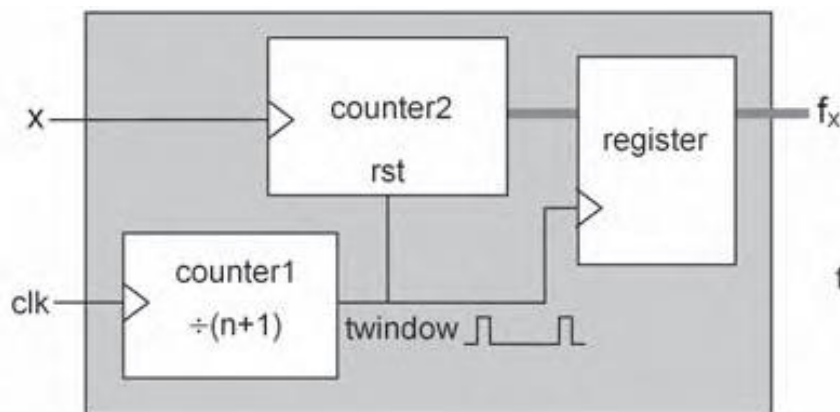 x
counter2
rst
register
fₓ
clk
counter1
÷(n+1)
twindow